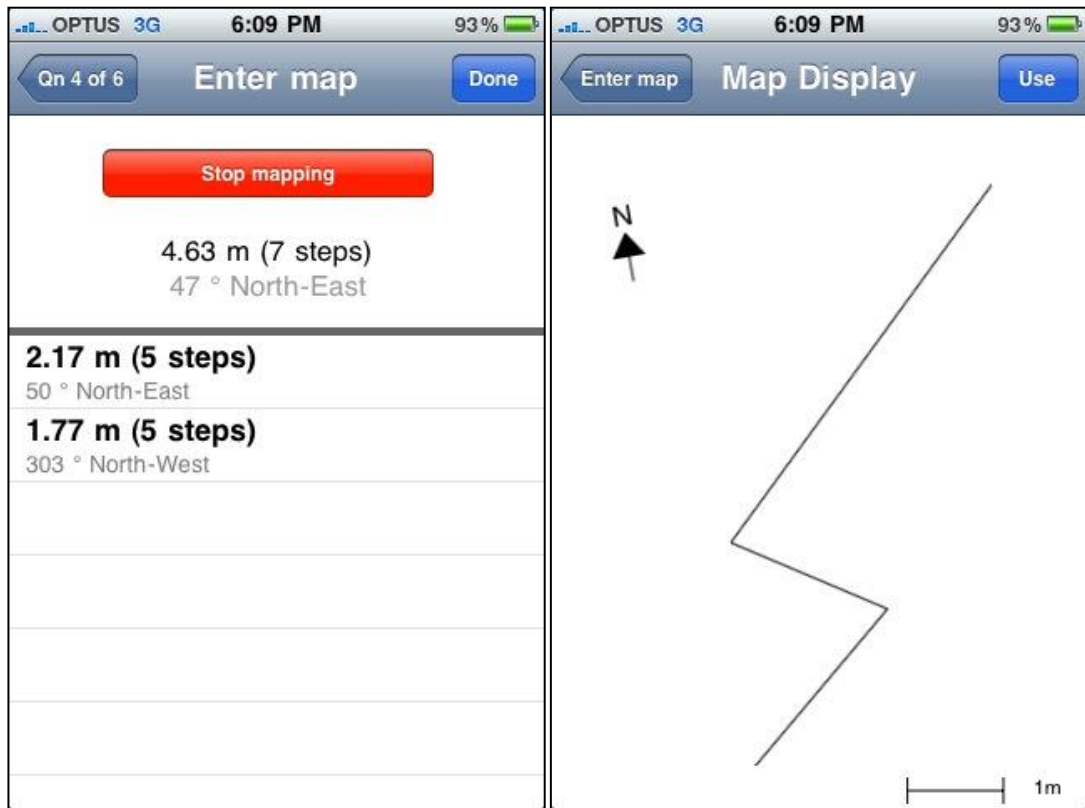 OPTUS 3G 6:09 PM 93%
Qn 4 of 6 Enter map Done
Stop mapping
4.63 m (7 steps)
47 ° North-East
2.17 m (5 steps)
50 ° North-East
1.77 m (5 steps)
303 ° North-West
OPTUS 3G 6:09 PM 93%
Enter map Map Display Use
N
1m